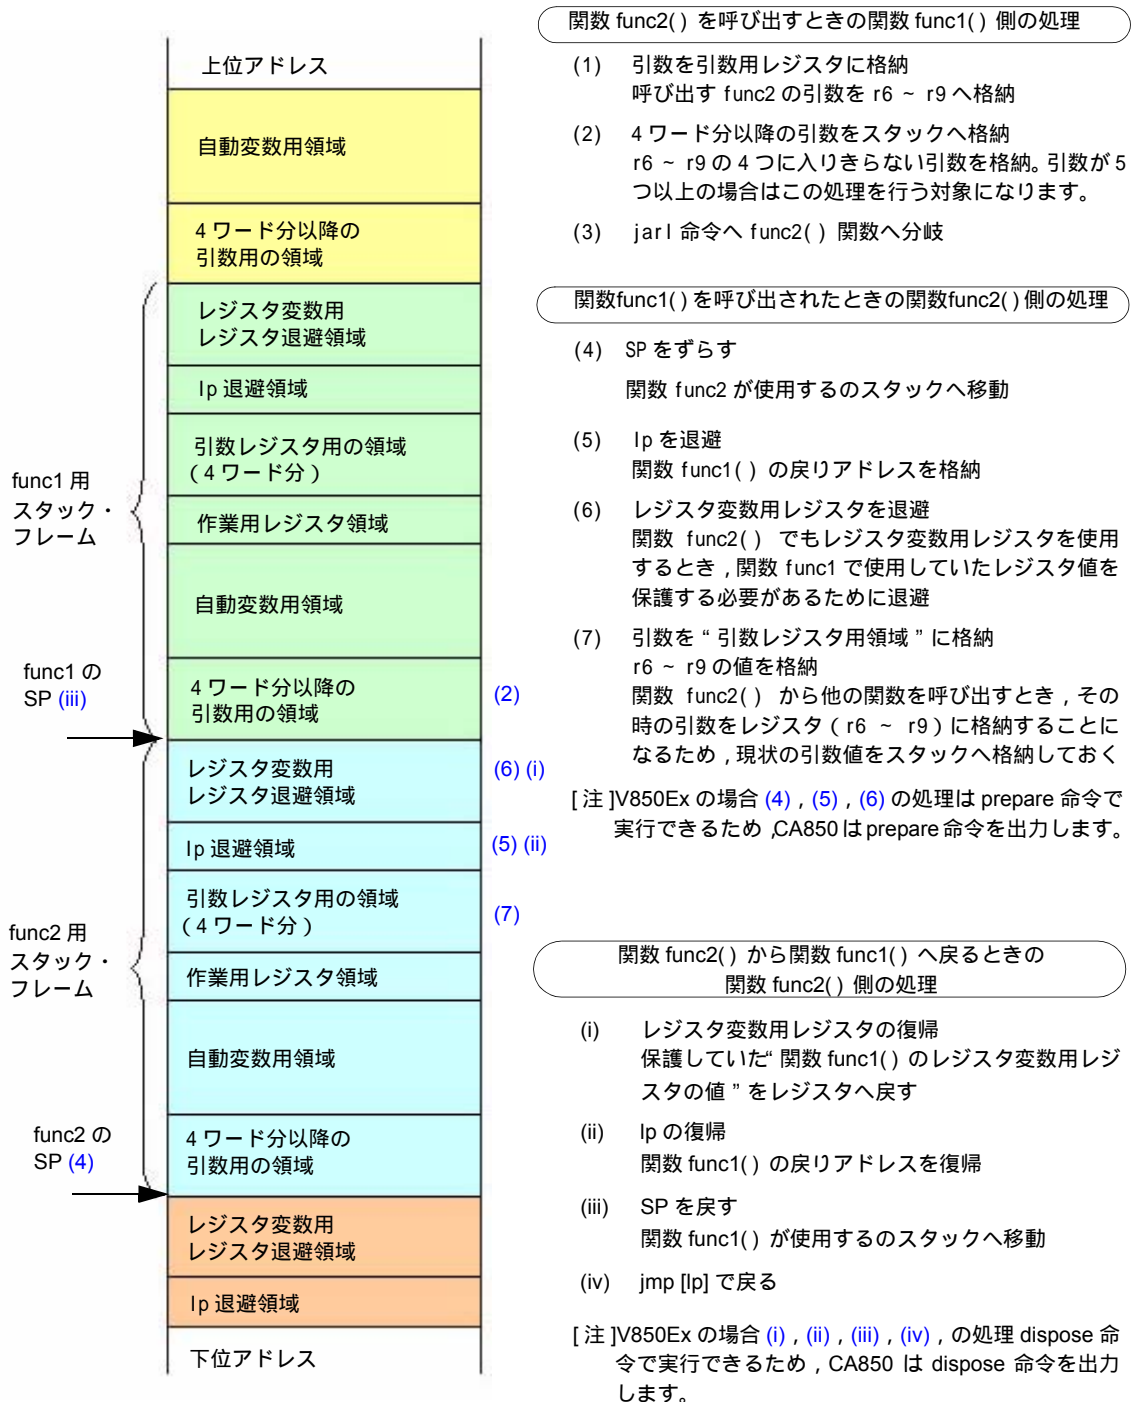 上位アドレス
自動変数用領域
4 ワード分以降の
引数用の領域
レジスタ変数用
レジスタ退避領域
lp 退避領域
引数レジスタ用の領域
（4 ワード分）
作業用レジスタ領域
自動変数用領域
4 ワード分以降の
引数用の領域
(2)
func1 用
スタック・
フレーム
func1 の
SP (iii)
レジスタ変数用
レジスタ退避領域
(6) (i)
lp 退避領域
(5) (ii)
引数レジスタ用の領域
（4 ワード分）
(7)
作業用レジスタ領域
自動変数用領域
4 ワード分以降の
引数用の領域
func2 用
スタック・
フレーム
func2 の
SP (4)
レジスタ変数用
レジスタ退避領域
lp 退避領域
下位アドレス
関数 func2( ) を呼び出すときの関数 func1( ) 側の処理
(1) 引数を引数用レジスタに格納
呼び出す func2 の引数を r6 ~ r9 へ格納
(2) 4 ワード分以降の引数をスタックへ格納
r6 ~ r9 の 4 つに入りきらない引数を格納。引数が 5
つ以上の場合はこの処理を行う対象になります。
(3) jarl 命令へ func2( ) 関数へ分岐
関数func1( ) を呼び出されたときの関数func2( ) 側の処理
(4) SP をずらす
関数 func2 が使用するのスタックへ移動
(5) lp を退避
関数 func1( ) の戻りアドレスを格納
(6) レジスタ変数用レジスタを退避
関数 func2( ) でもレジスタ変数用レジスタを使用
するとき，関数 func1 で使用していたレジスタ値を
保護する必要があるために退避
(7) 引数を “ 引数レジスタ用領域 ” に格納
r6 ~ r9 の値を格納
関数 func2( ) から他の関数を呼び出すとき，その
時の引数をレジスタ（ r6 ~ r9 ）に格納することに
なるため，現状の引数値をスタックへ格納しておく
[ 注 ]V850Ex の場合 (4)，(5)，(6) の処理は prepare 命令で
実行できるため，CA850 は prepare 命令を出力します。
関数 func2( ) から関数 func1( ) へ戻るときの
関数 func2( ) 側の処理
(i) レジスタ変数用レジスタの復帰
保護していた“ 関数 func1( ) のレジスタ変数用レジ
スタの値 ” をレジスタへ戻す
(ii) lp の復帰
関数 func1( ) の戻りアドレスを復帰
(iii) SP を戻す
関数 func1( ) が使用するのスタックへ移動
(iv) jmp [lp] で戻る
[ 注 ]V850Ex の場合 (i)，(ii)，(iii)，(iv)，の処理 dispose 命
令で実行できるため，CA850 は dispose 命令を出力
します。